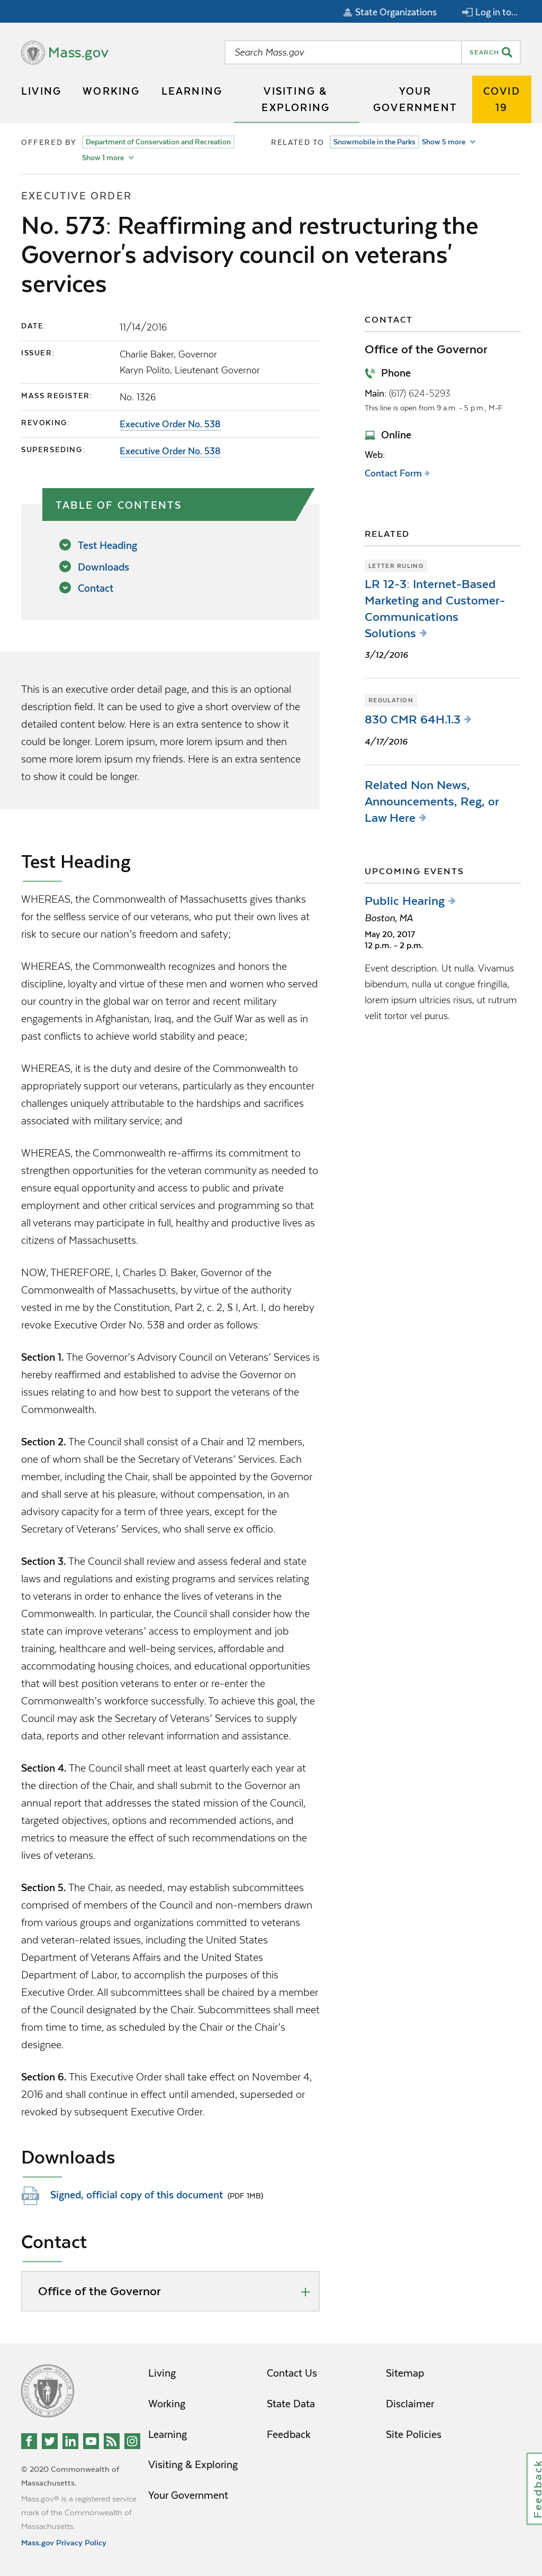 State Organizations
Log in to...
Mass.gov
Search Mass.gov
SEARCH
LIVING
WORKING
LEARNING
VISITING &
EXPLORING
YOUR
GOVERNMENT
COVID
19
OFFERED BY
Department of Conservation and Recreation
Show 1 more
RELATED TO
Snowmobile in the Parks
Show 5 more
EXECUTIVE ORDER
No. 573: Reaffirming and restructuring the
Governor's advisory council on veterans'
services
DATE:
11/14/2016
ISSUER:
Charlie Baker, Governor
Karyn Polito, Lieutenant Governor
MASS REGISTER:
No. 1326
REVOKING:
Executive Order No. 538
SUPERSEDING:
Executive Order No. 538
TABLE OF CONTENTS
Test Heading
Downloads
Contact
This is an executive order detail page, and this is an optional
description field. It can be used to give a short overview of the
detailed content below. Here is an extra sentence to show it
could be longer. Lorem ipsum, more lorem ipsum and then
some more lorem ipsum my friends. Here is an extra sentence
to show it could be longer.
Test Heading
WHEREAS, the Commonwealth of Massachusetts gives thanks
for the selfless service of our veterans, who put their own lives at
risk to secure our nation's freedom and safety;
WHEREAS, the Commonwealth recognizes and honors the
discipline, loyalty and virtue of these men and women who served
our country in the global war on terror and recent military
engagements in Afghanistan, Iraq, and the Gulf War as well as in
past conflicts to achieve world stability and peace;
WHEREAS, it is the duty and desire of the Commonwealth to
appropriately support our veterans, particularly as they encounter
challenges uniquely attributable to the hardships and sacrifices
associated with military service; and
WHEREAS, the Commonwealth re-affirms its commitment to
strengthen opportunities for the veteran community as needed to
ensure equal opportunity and access to public and private
employment and other critical services and programming so that
all veterans may participate in full, healthy and productive lives as
citizens of Massachusetts.
NOW, THEREFORE, I, Charles D. Baker, Governor of the
Commonwealth of Massachusetts, by virtue of the authority
vested in me by the Constitution, Part 2, c. 2, § I, Art. I, do hereby
revoke Executive Order No. 538 and order as follows:
Section 1. The Governor's Advisory Council on Veterans' Services is
hereby reaffirmed and established to advise the Governor on
issues relating to and how best to support the veterans of the
Commonwealth.
Section 2. The Council shall consist of a Chair and 12 members,
one of whom shall be the Secretary of Veterans' Services. Each
member, including the Chair, shall be appointed by the Governor
and shall serve at his pleasure, without compensation, in an
advisory capacity for a term of three years, except for the
Secretary of Veterans' Services, who shall serve ex officio.
Section 3. The Council shall review and assess federal and state
laws and regulations and existing programs and services relating
to veterans in order to enhance the lives of veterans in the
Commonwealth. In particular, the Council shall consider how the
state can improve veterans' access to employment and job
training, healthcare and well-being services, affordable and
accommodating housing choices, and educational opportunities
that will best position veterans to enter or re-enter the
Commonwealth's workforce successfully. To achieve this goal, the
Council may ask the Secretary of Veterans' Services to supply
data, reports and other relevant information and assistance.
Section 4. The Council shall meet at least quarterly each year at
the direction of the Chair, and shall submit to the Governor an
annual report that addresses the stated mission of the Council,
targeted objectives, options and recommended actions, and
metrics to measure the effect of such recommendations on the
lives of veterans.
Section 5. The Chair, as needed, may establish subcommittees
comprised of members of the Council and non-members drawn
from various groups and organizations committed to veterans
and veteran-related issues, including the United States
Department of Veterans Affairs and the United States
Department of Labor, to accomplish the purposes of this
Executive Order. All subcommittees shall be chaired by a member
of the Council designated by the Chair. Subcommittees shall meet
from time to time, as scheduled by the Chair or the Chair's
designee.
Section 6. This Executive Order shall take effect on November 4,
2016 and shall continue in effect until amended, superseded or
revoked by subsequent Executive Order.
Downloads
PDF
Signed, official copy of this document (PDF 1MB)
Contact
Office of the Governor
CONTACT
Office of the Governor
Phone
Main: (617) 624-5293
This line is open from 9 a.m. - 5 p.m., M-F
Online
Web:
Contact Form
RELATED
LETTER RULING
LR 12-3: Internet-Based
Marketing and Customer-
Communications
Solutions
3/12/2016
REGULATION
830 CMR 64H.1.3
4/17/2016
Related Non News,
Announcements, Reg, or
Law Here
UPCOMING EVENTS
Public Hearing
Boston, MA
May 20, 2017
12 p.m. - 2 p.m.
Event description. Ut nulla. Vivamus
bibendum, nulla ut congue fringilla,
lorem ipsum ultricies risus, ut rutrum
velit tortor vel purus.
Living
Working
Learning
Visiting & Exploring
Your Government
Contact Us
State Data
Feedback
Sitemap
Disclaimer
Site Policies
© 2020 Commonwealth of
Massachusetts.
Mass.gov® is a registered service
mark of the Commonwealth of
Massachusetts.
Mass.gov Privacy Policy
Feedback